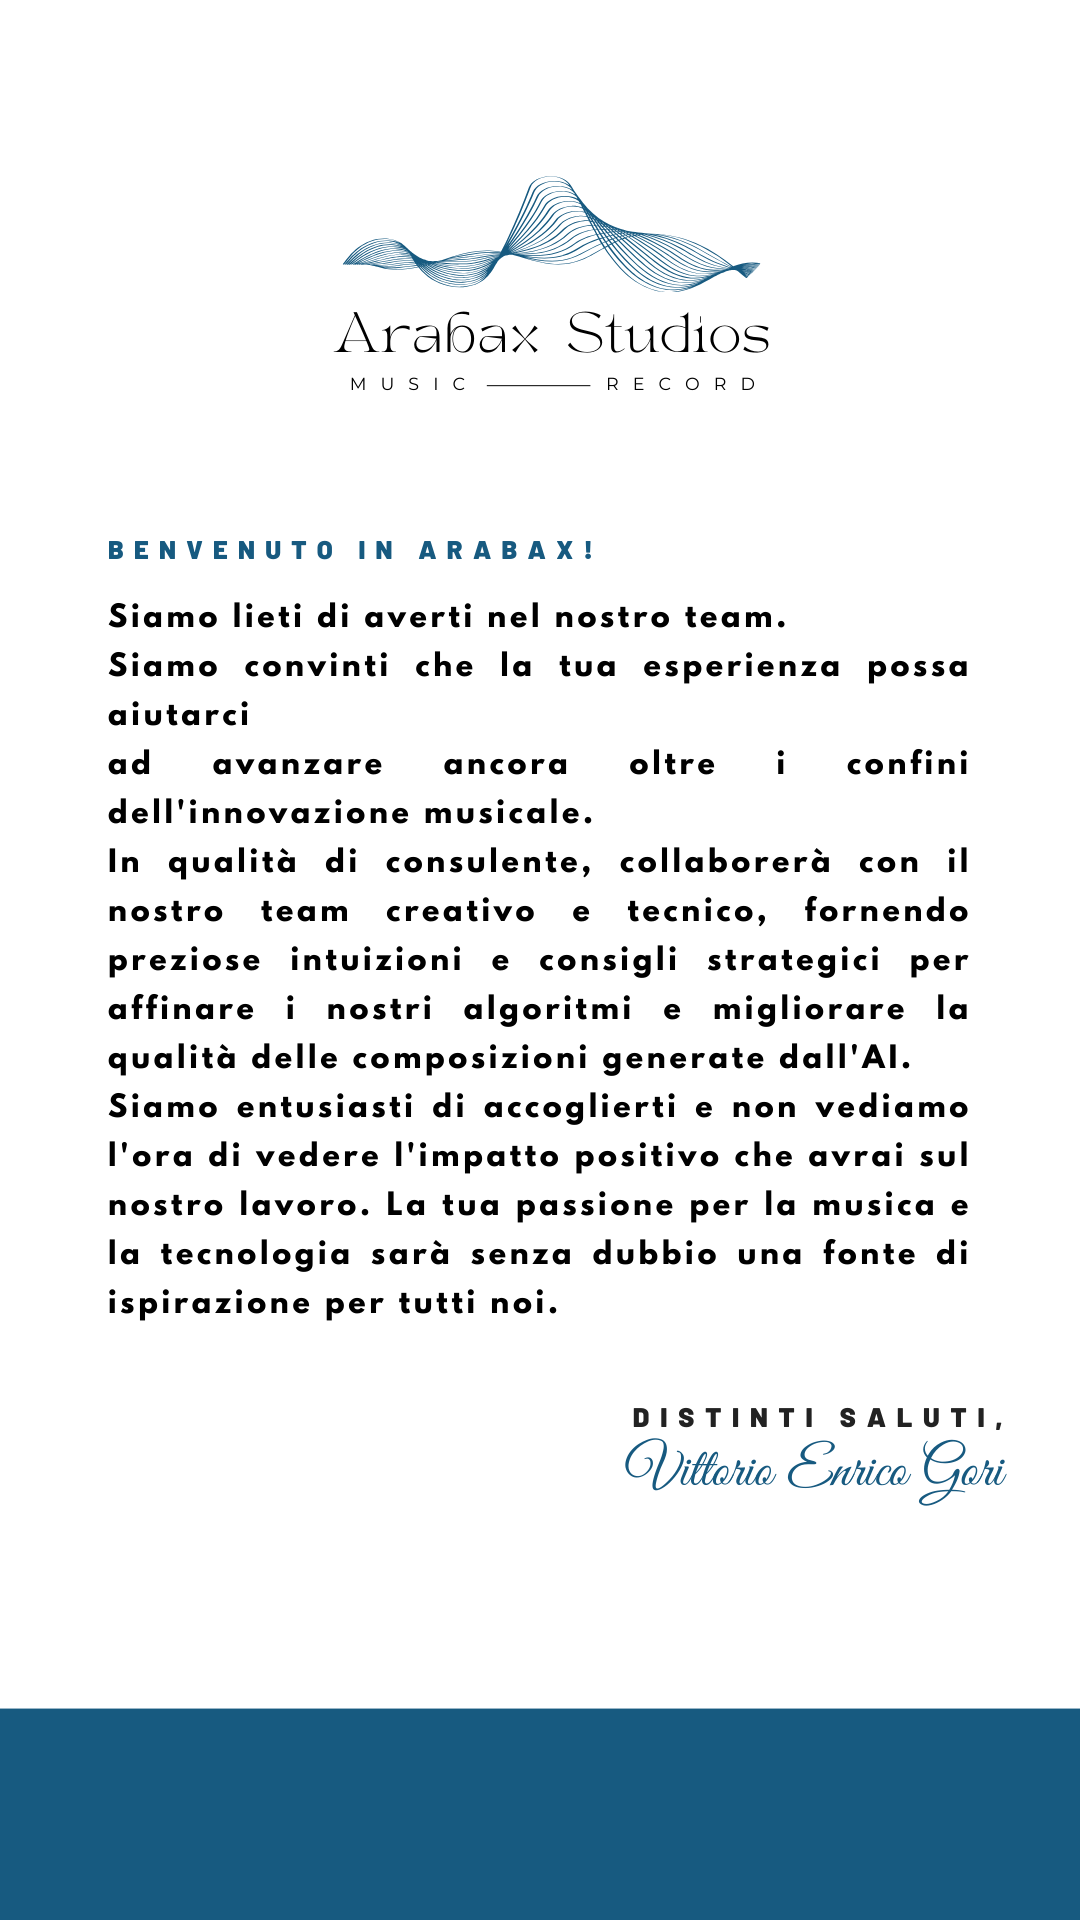 Arabax Studios
MUSIC RECORD
BENVENUTO IN ARABAX!
Siamo lieti di averti nel nostro team.
Siamo convinti che la tua esperienza possa
aiutarci
ad avanzare ancora oltre i confini
dell'innovazione musicale.
In qualità di consulente, collaborerà con il
nostro team creativo e tecnico, fornendo
preziose intuizioni e consigli strategici per
affinare i nostri algoritmi e migliorare la
qualità delle composizioni generate dall'AI.
Siamo entusiasti di accoglierti e non vediamo
l'ora di vedere l'impatto positivo che avrai sul
nostro lavoro. La tua passione per la musica e
la tecnologia sarà senza dubbio una fonte di
ispirazione per tutti noi.
DISTINTI SALUTI,
Vittorio Enrico Gori